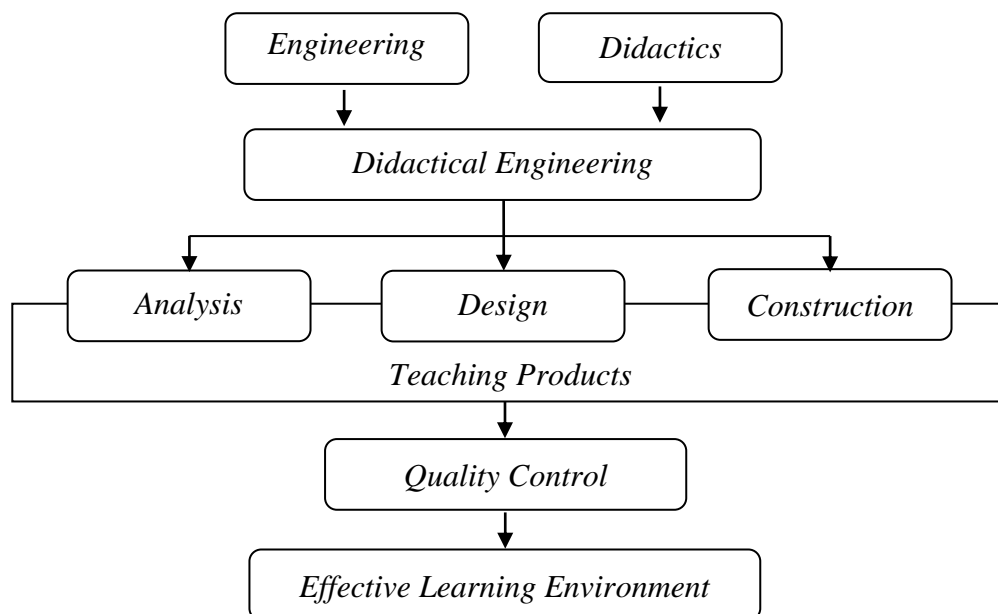 Engineering
Didactics
Didactical Engineering
Analysis
Design
Construction
Teaching Products
Quality Control
Effective Learning Environment